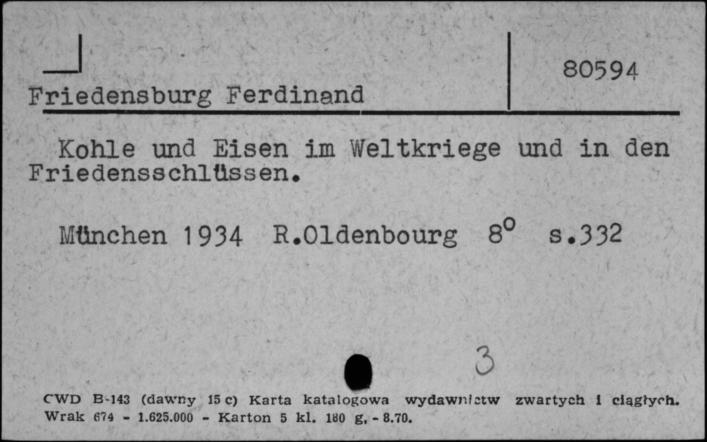 80594
Friedensburg Ferdinand
Kohle und Eisen im Weltkriege und in den
Friedensschlüssen.
München 1934 R.Oldenbourg 8° s.332
3
CWD B-143 (dawny 15 c) Karta katalogowa wydawnictw zwartych i ciągłych.
Wrak 674 - 1.625.000 - Karton 5 kl. 180 g, - 8.70.